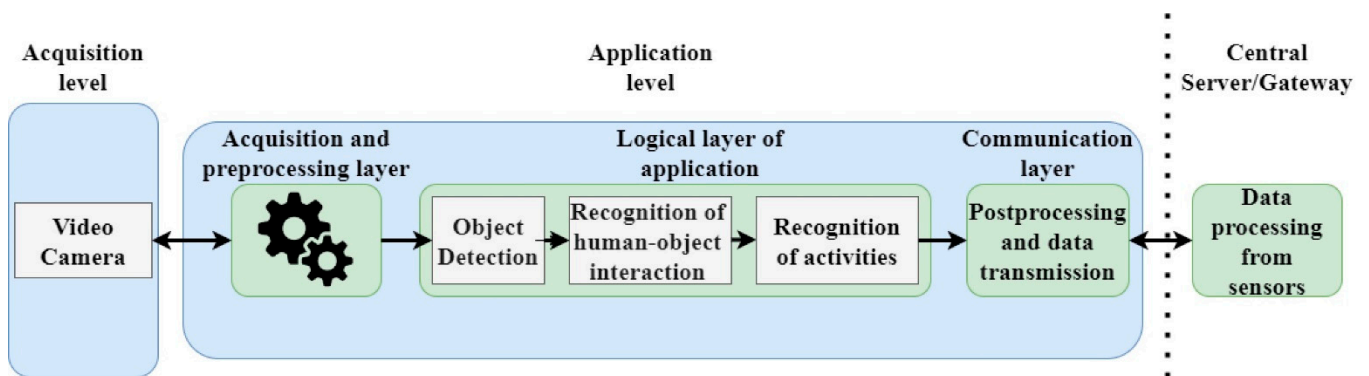 Acquisition
level
Application
level
Central
Server/Gateway
Acquisition and
preprocessing layer
Logical layer of
application
Communication
layer
Video
Camera
Object
Detection
Recognition of
human-object
interaction
Recognition
of activities
Postprocessing
and data
transmission
Data
processing
from
sensors